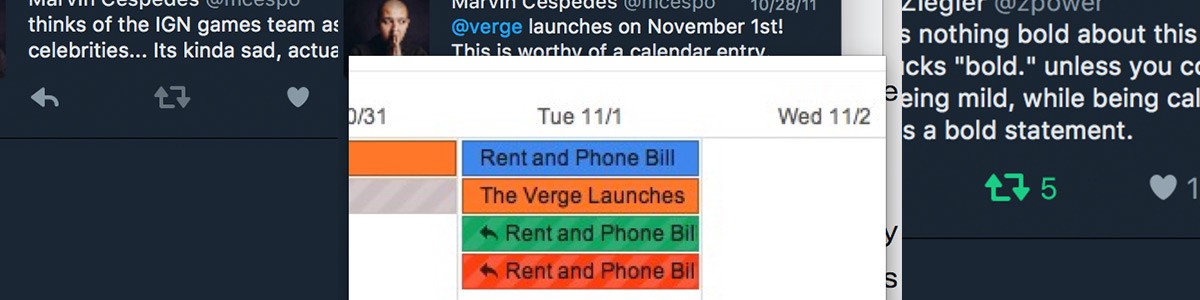 Marvin Cespedes @mcespo
thinks of the IGN games team as
celebrities... Its kinda sad, actua
Marvin Cespedes @mcespo 10/28/11
@verge launches on November 1st!
This is worthy of a calendar entry
0/31 Tue 11/1 Wed 11/2
Rent and Phone Bill
The Verge Launches
Rent and Phone Bil
Rent and Phone Bil
e
y
s
Ziegler @zpower
s nothing bold about this
ucks "bold." unless you co
eing mild, while being cal
s a bold statement.
5 1